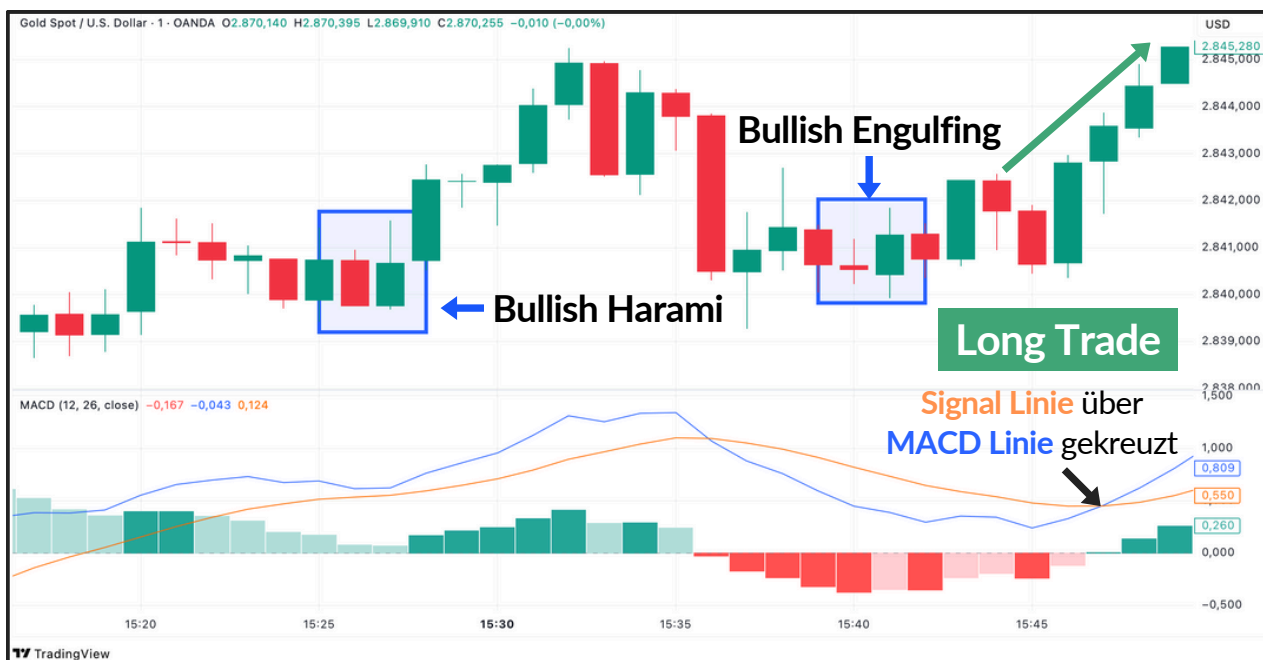 Gold Spot / U.S. Dollar · 1 · OANDA O2.870,140 H2.870,395 L2.869,910 C2.870,255 −0,010 (−0,00%)
USD
2.845,280
2.845,000
2.844,000
Bullish Engulfing
2.843,000
2.842,000
2.841,000
2.840,000
Bullish Harami
2.839,000
Long Trade
2.838,000
MACD (12, 26, close) −0,167 −0,043 0,124
Signal Linie über
MACD Linie gekreuzt
1,500
1,000
0,809
0,550
0,260
0,000
−0,500
15:20 15:25 15:30 15:35 15:40 15:45
TradingView